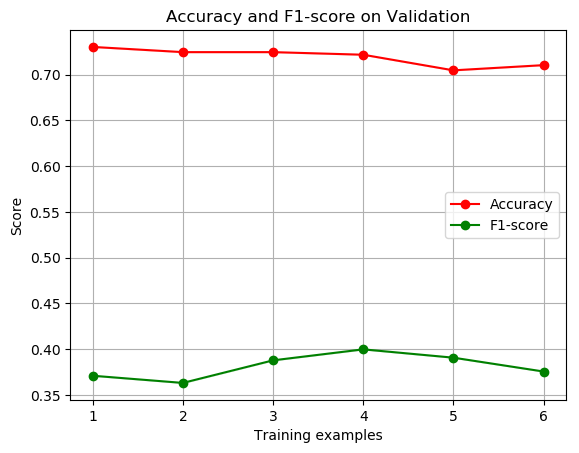 Accuracy and F1-score on Validation
0.70
0.65
0.60
0.55
0.50
0.45
0.40
0.35
Score
Accuracy
F1-score
1 2 3 4 5 6
Training examples